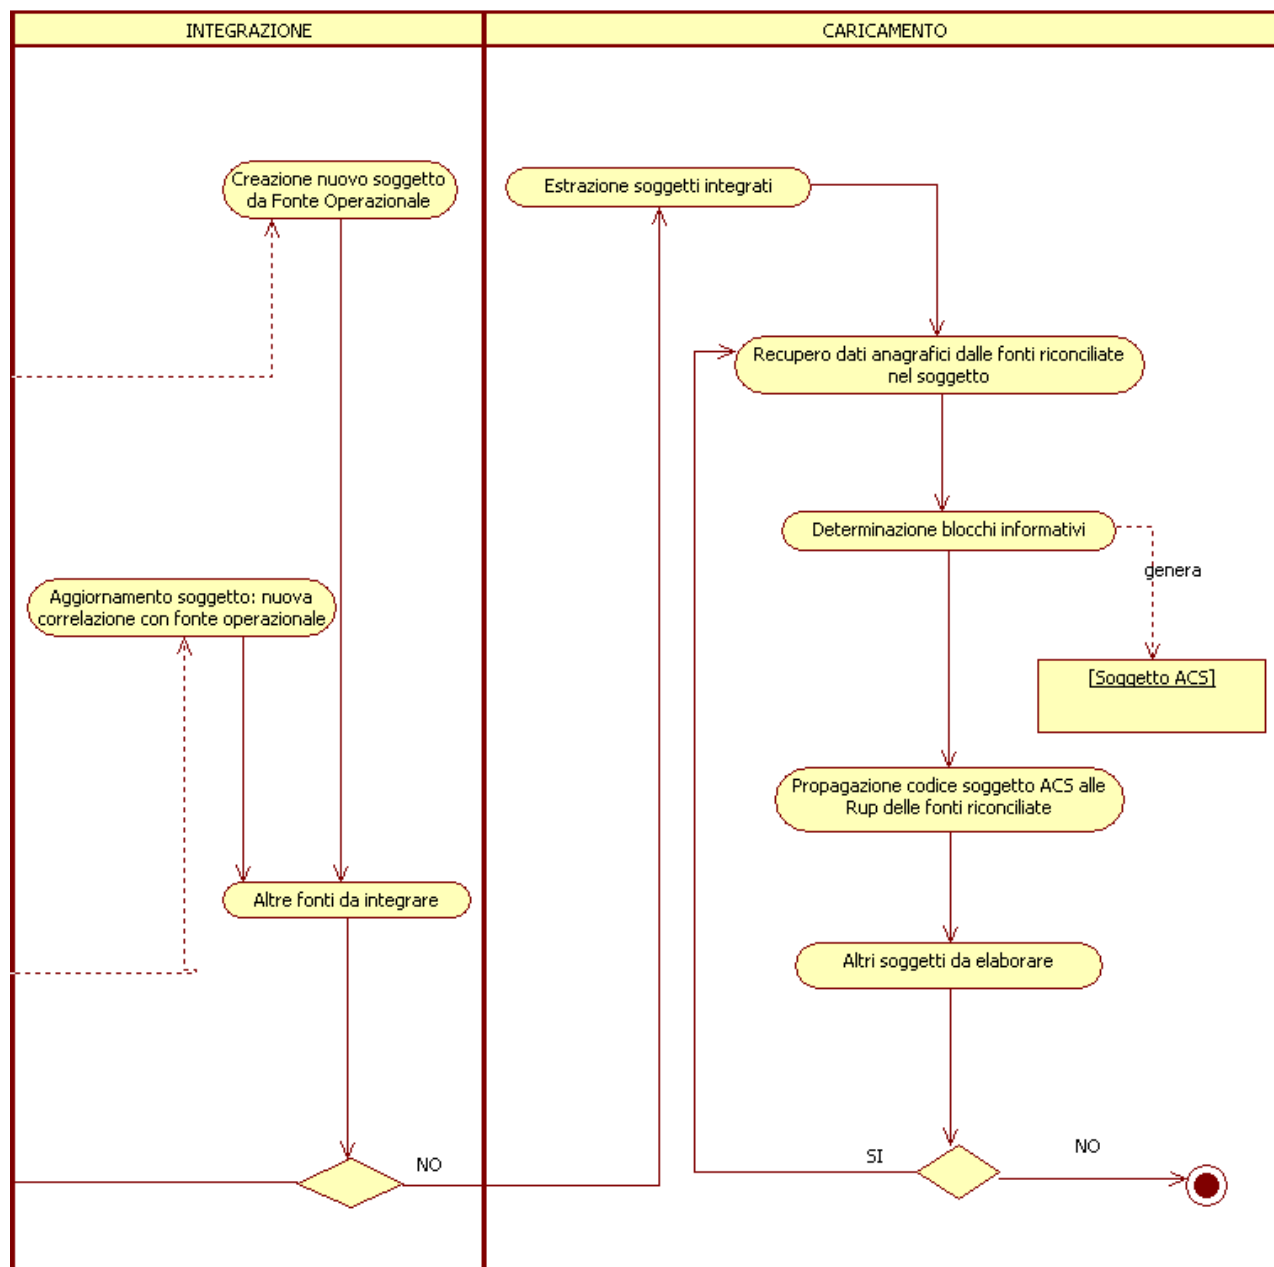 INTEGRAZIONE
CARICAMENTO
Creazione nuovo soggetto
da Fonte Operazionale
Aggiornamento soggetto: nuova
correlazione con fonte operazionale
Altre fonti da integrare
NO
Estrazione soggetti integrati
Recupero dati anagrafici dalle fonti riconciliate
nel soggetto
Determinazione blocchi informativi
genera
[Soggetto ACS]
Propagazione codice soggetto ACS alle
Rup delle fonti riconciliate
Altri soggetti da elaborare
SI
NO